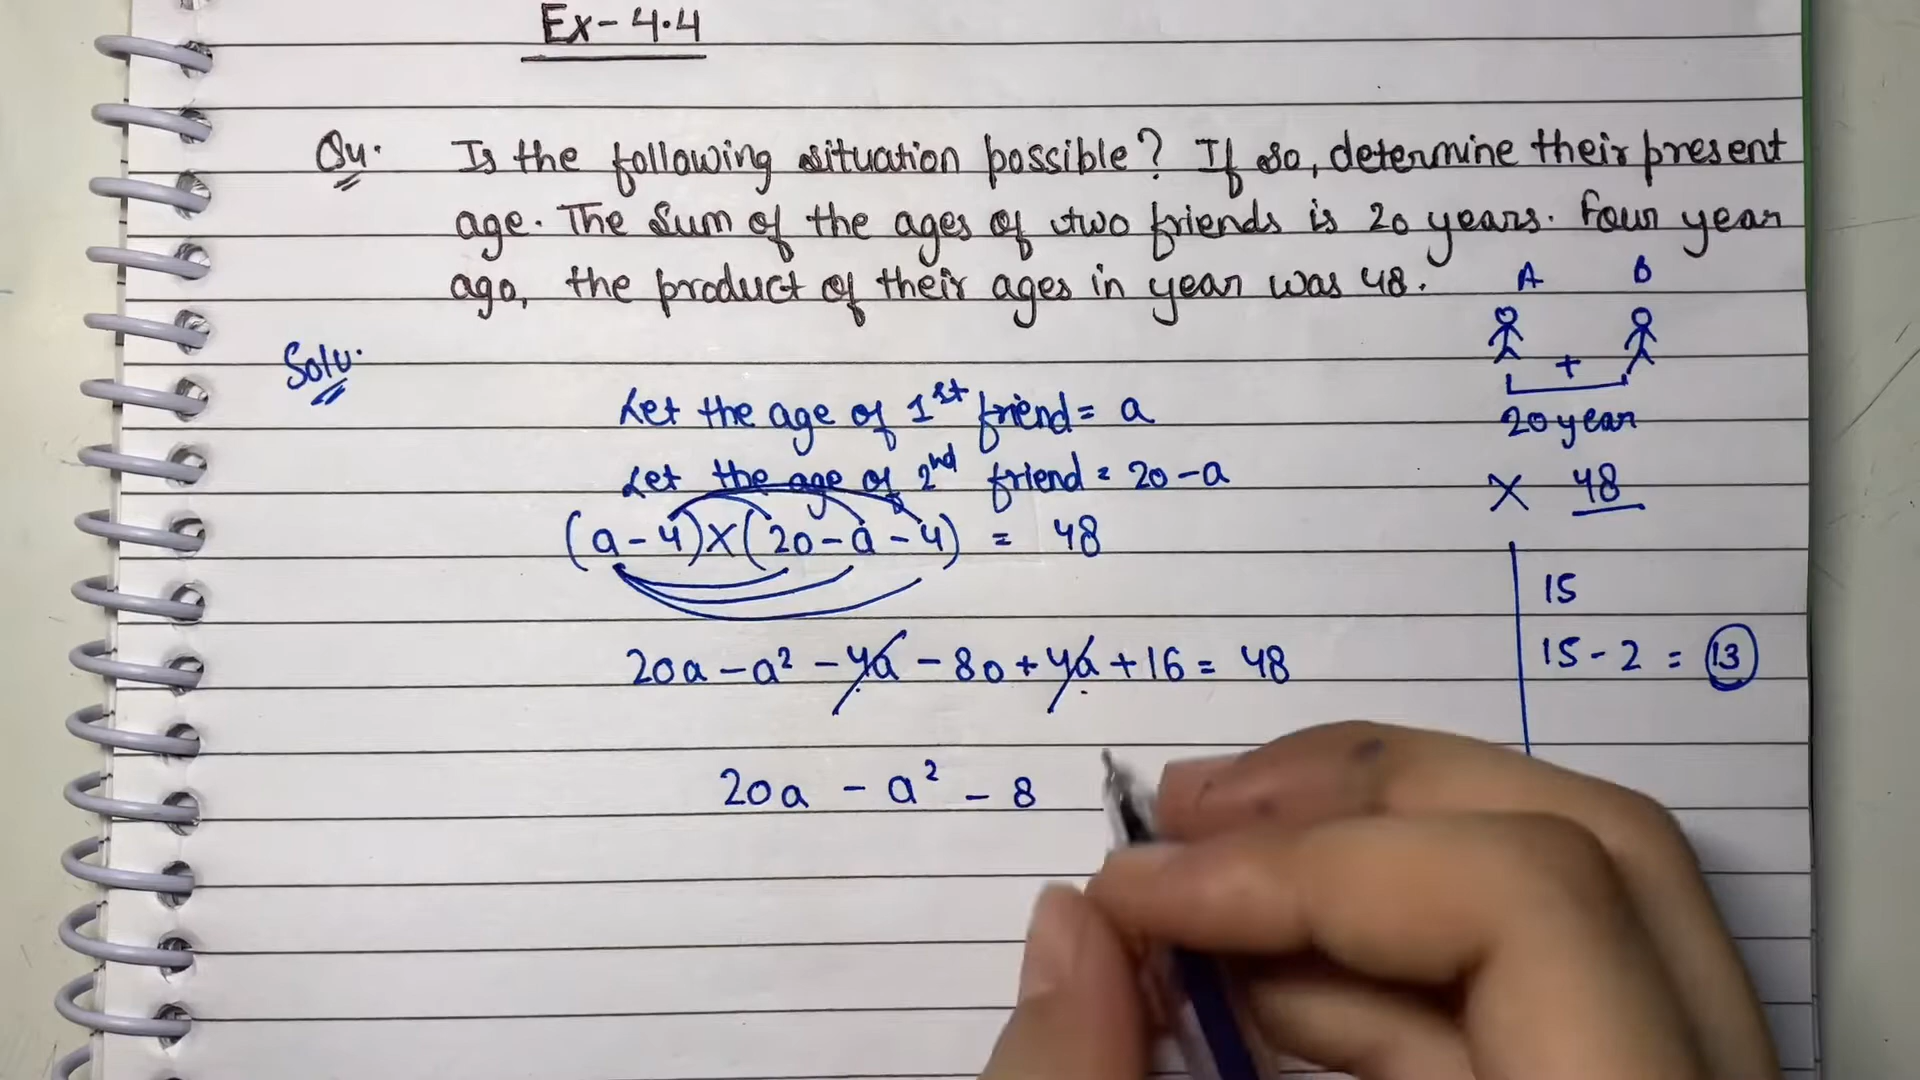 Ex-4.4
Qu. Is the following situation possible? If so, determine their present
age. The Sum of the ages of two friends is 20 years. Four year
ago, the product of their ages in year was 48.
A B
Solu.
+
20 year
Let the age of 1st friend = a
Let the age of 2nd friend = 20-a
× 48
(a-4)×(20-a-4) = 48
15
20a - a² - 4a - 80 + 4a + 16 = 48
15 - 2 = 13
20a - a² - 8